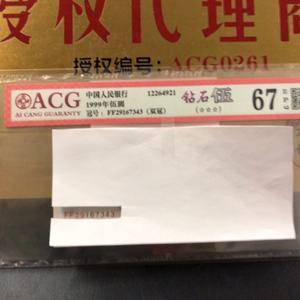 授权代理商
授权编号：ACG0261
ACG
AI CANG GUARANTY
中国人民银行 12264921
1999年伍圆
冠号：FF29167343（双冠）
钻石伍
(☆☆☆)
67
FF29167343